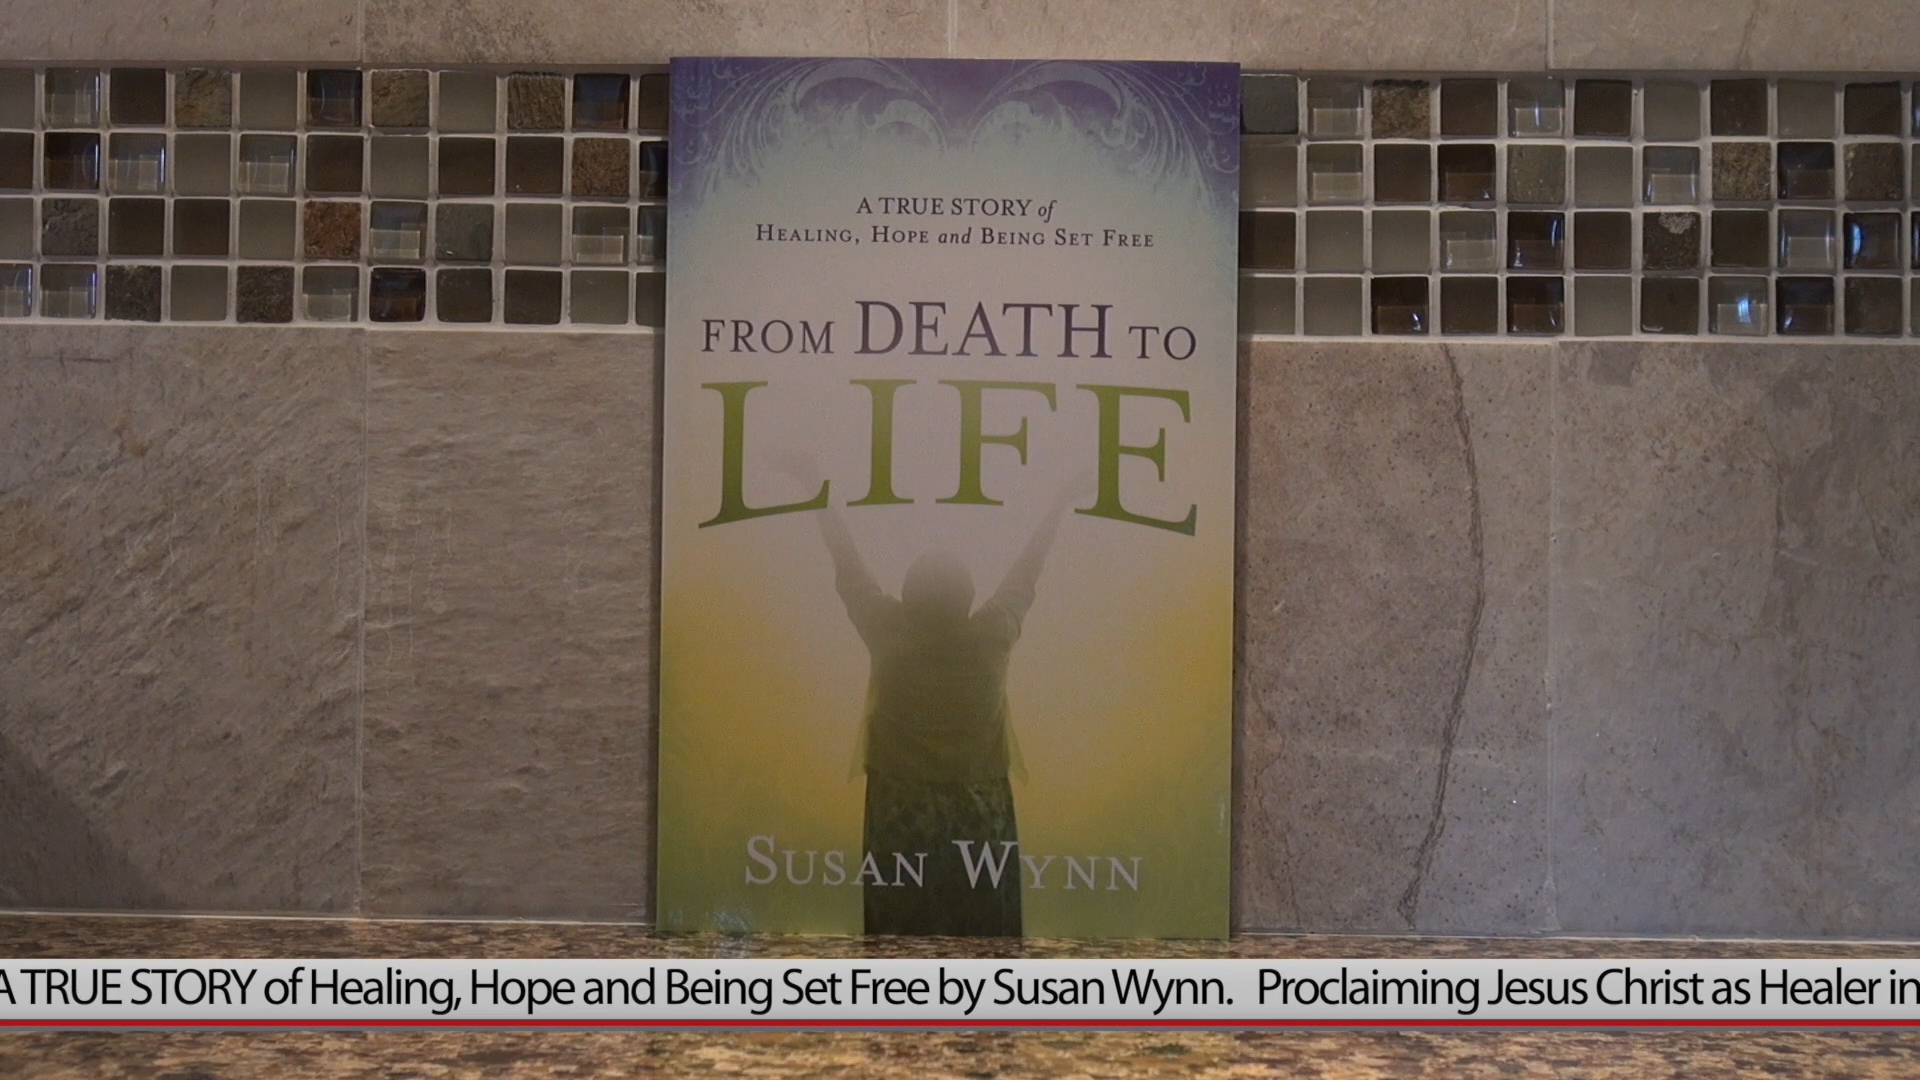 A TRUE STORY of
HEALING, HOPE and BEING SET FREE
FROM DEATH TO
LIFE
SUSAN WYNN
A TRUE STORY of Healing, Hope and Being Set Free by Susan Wynn. Proclaiming Jesus Christ as Healer in